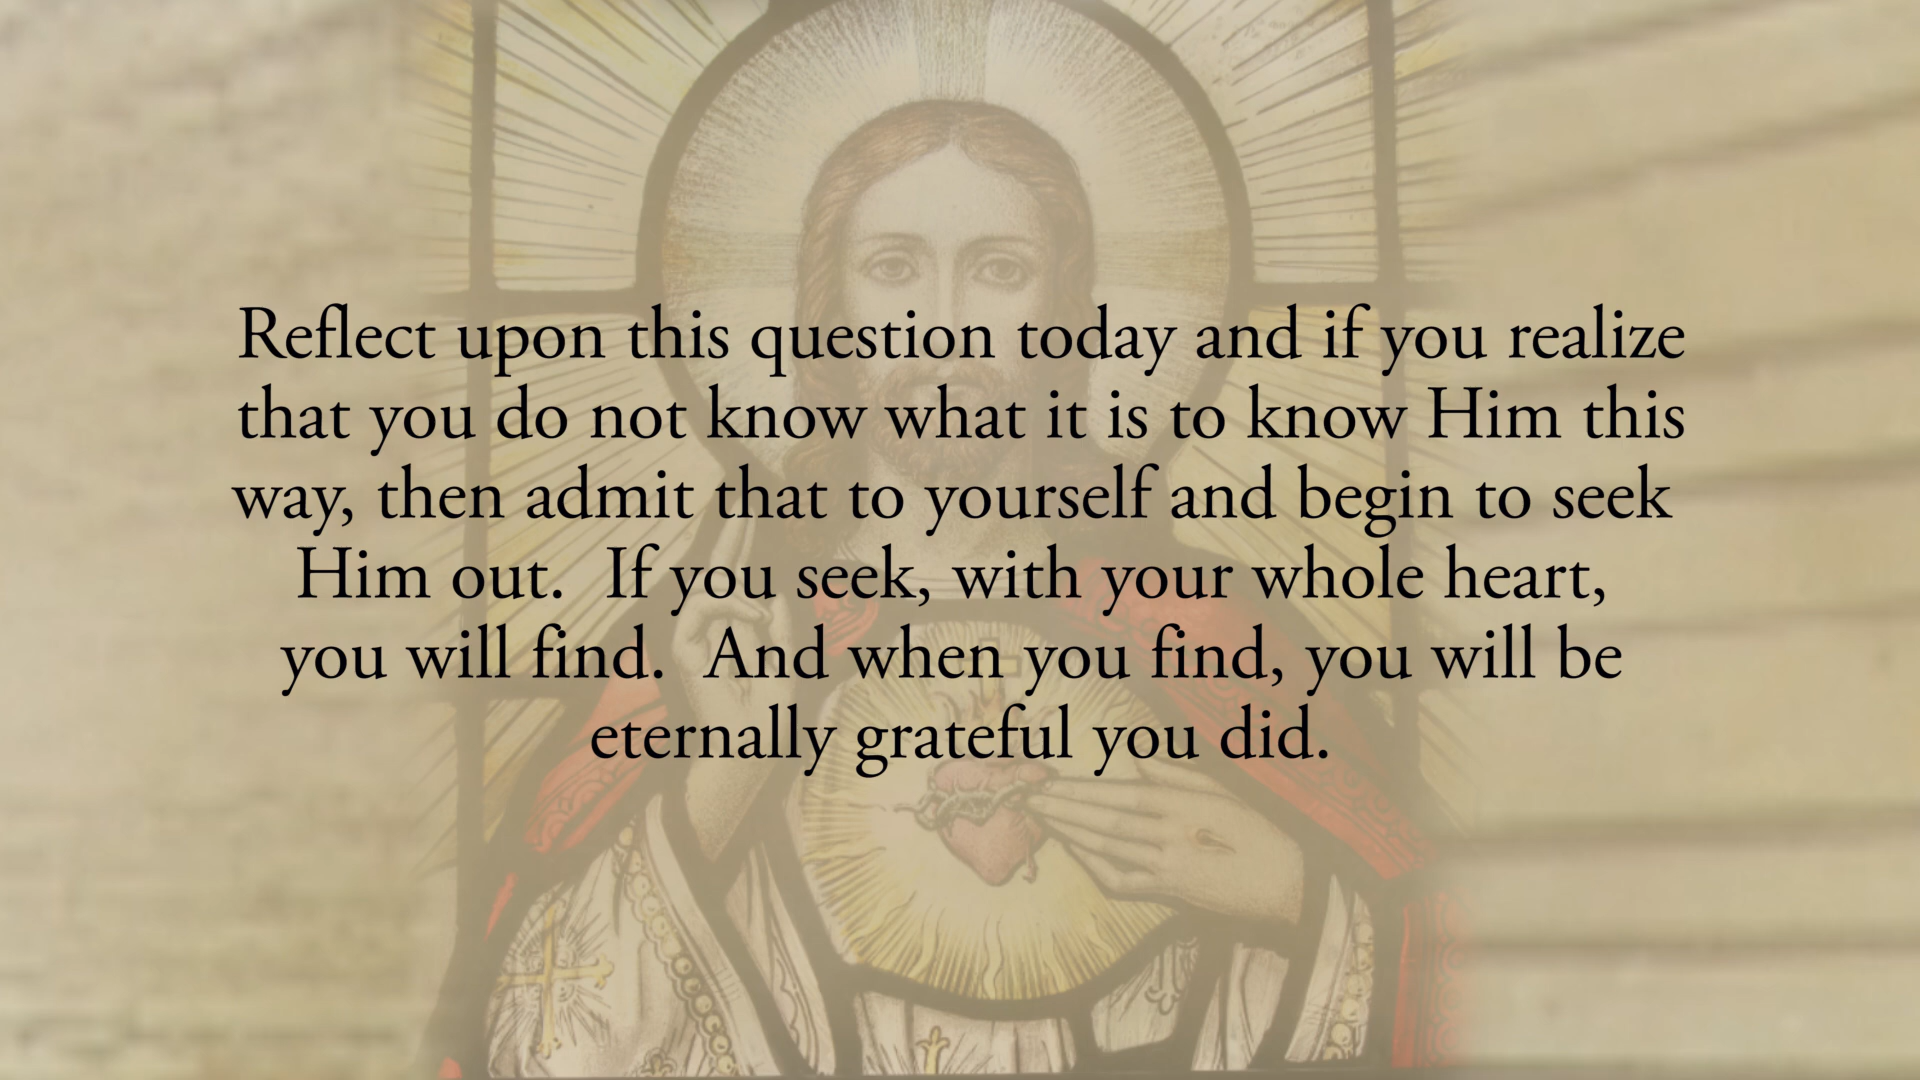 Reflect upon this question today and if you realize
that you do not know what it is to know Him this
way, then admit that to yourself and begin to seek
Him out.  If you seek, with your whole heart,
you will find.  And when you find, you will be
eternally grateful you did.